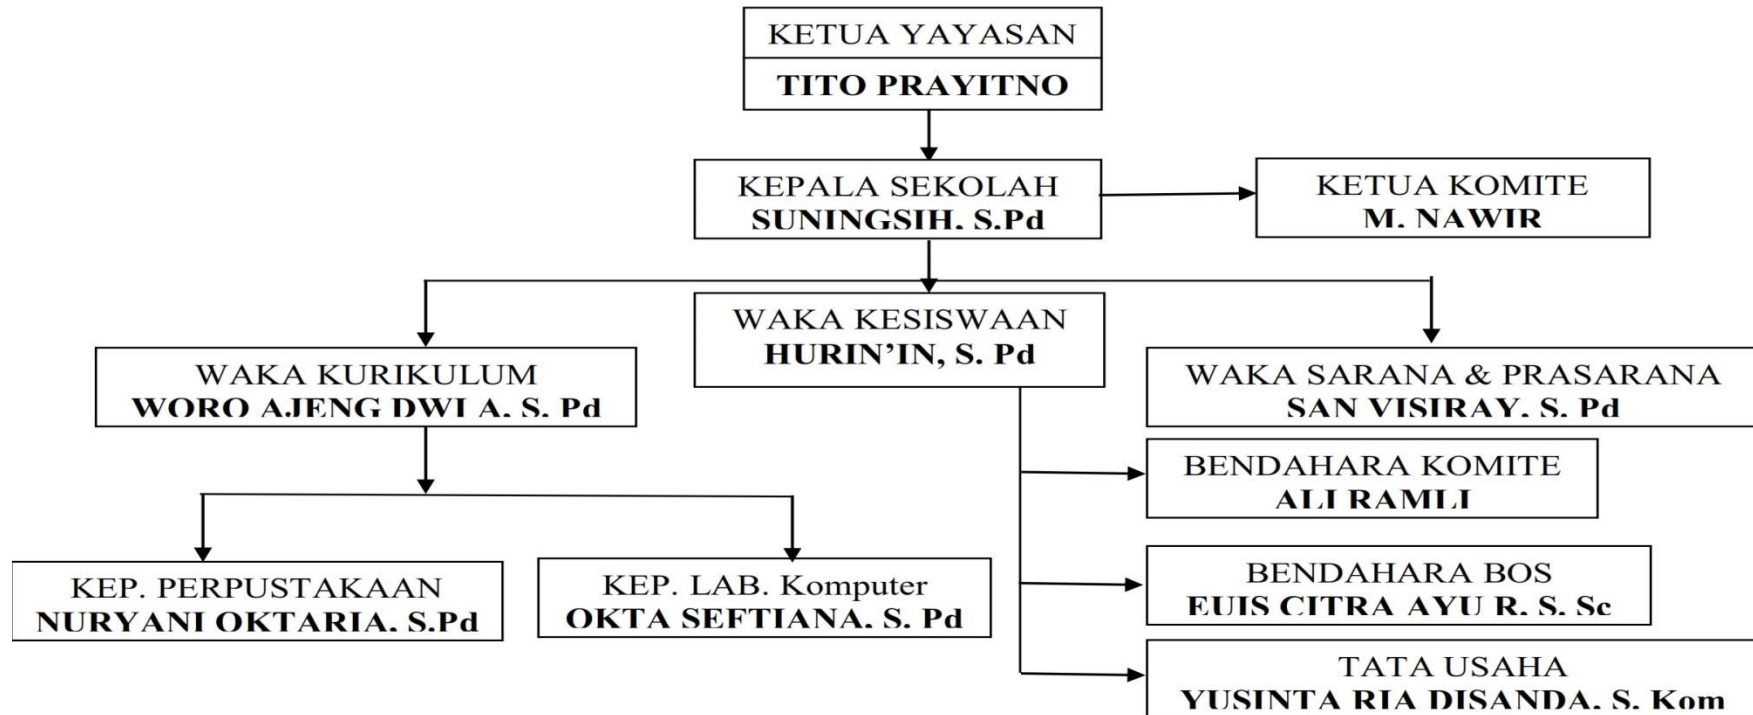 KETUA YAYASAN
TITO PRAYITNO
KEPALA SEKOLAH
SUNINGSIH. S.Pd
KETUA KOMITE
M. NAWIR
WAKA KESISWAAN
HURIN’IN, S. Pd
WAKA KURIKULUM
WORO AJENG DWI A. S. Pd
WAKA SARANA & PRASARANA
SAN VISIRAY. S. Pd
BENDAHARA KOMITE
ALI RAMLI
KEP. PERPUSTAKAAN
NURYANI OKTARIA. S.Pd
KEP. LAB. Komputer
OKTA SEFTIANA. S. Pd
BENDAHARA BOS
EUIS CITRA AYU R. S. Sc
TATA USAHA
YUSINTA RIA DISANDA. S. Kom